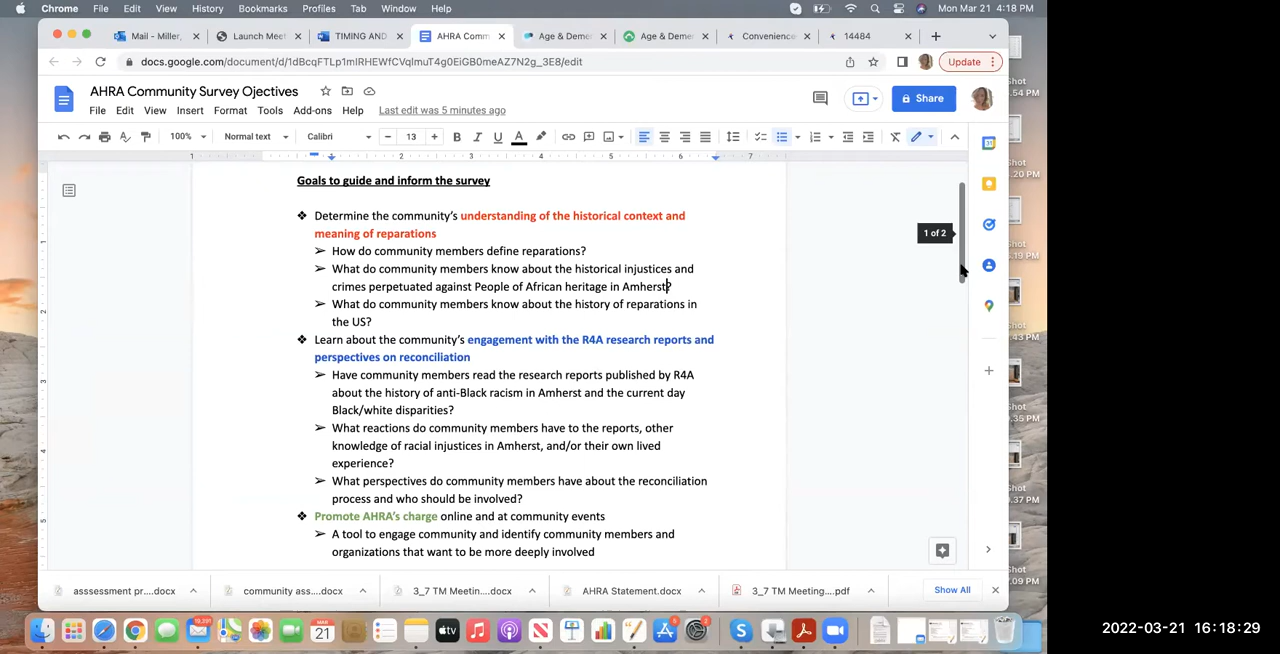 Chrome File Edit View History Bookmarks Profiles Tab Window Help Mon Mar 21 4:18 PM
Mail - Miller, Launch Mee TIMING AND AHRA Comm Age & Deme Age & Deme Convenience 14484
docs.google.com/document/d/1dBcqFTLp1mIRHEWfCVqlmuT4g0EiGB0meAZ7N2g_3E8/edit Update
AHRA Community Survey Ojectives
File Edit View Insert Format Tools Add-ons Help Last edit was 5 minutes ago Share
100% Normal text Calibri 13
1 2 3 4 5 6 7
Goals to guide and inform the survey
❖ Determine the community's understanding of the historical context and
meaning of reparations
➢ How do community members define reparations?
➢ What do community members know about the historical injustices and
crimes perpetuated against People of African heritage in Amherst?
➢ What do community members know about the history of reparations in
the US?
❖ Learn about the community's engagement with the R4A research reports and
perspectives on reconciliation
➢ Have community members read the research reports published by R4A
about the history of anti-Black racism in Amherst and the current day
Black/white disparities?
➢ What reactions do community members have to the reports, other
knowledge of racial injustices in Amherst, and/or their own lived
experience?
➢ What perspectives do community members have about the reconciliation
process and who should be involved?
❖ Promote AHRA's charge online and at community events
➢ A tool to engage community and identify community members and
organizations that want to be more deeply involved
1 of 2
asssessment pr....docx community ass....docx 3_7 TM Meetin....docx AHRA Statement.docx 3_7 TM Meeting....pdf Show All
2022-03-21 16:18:29